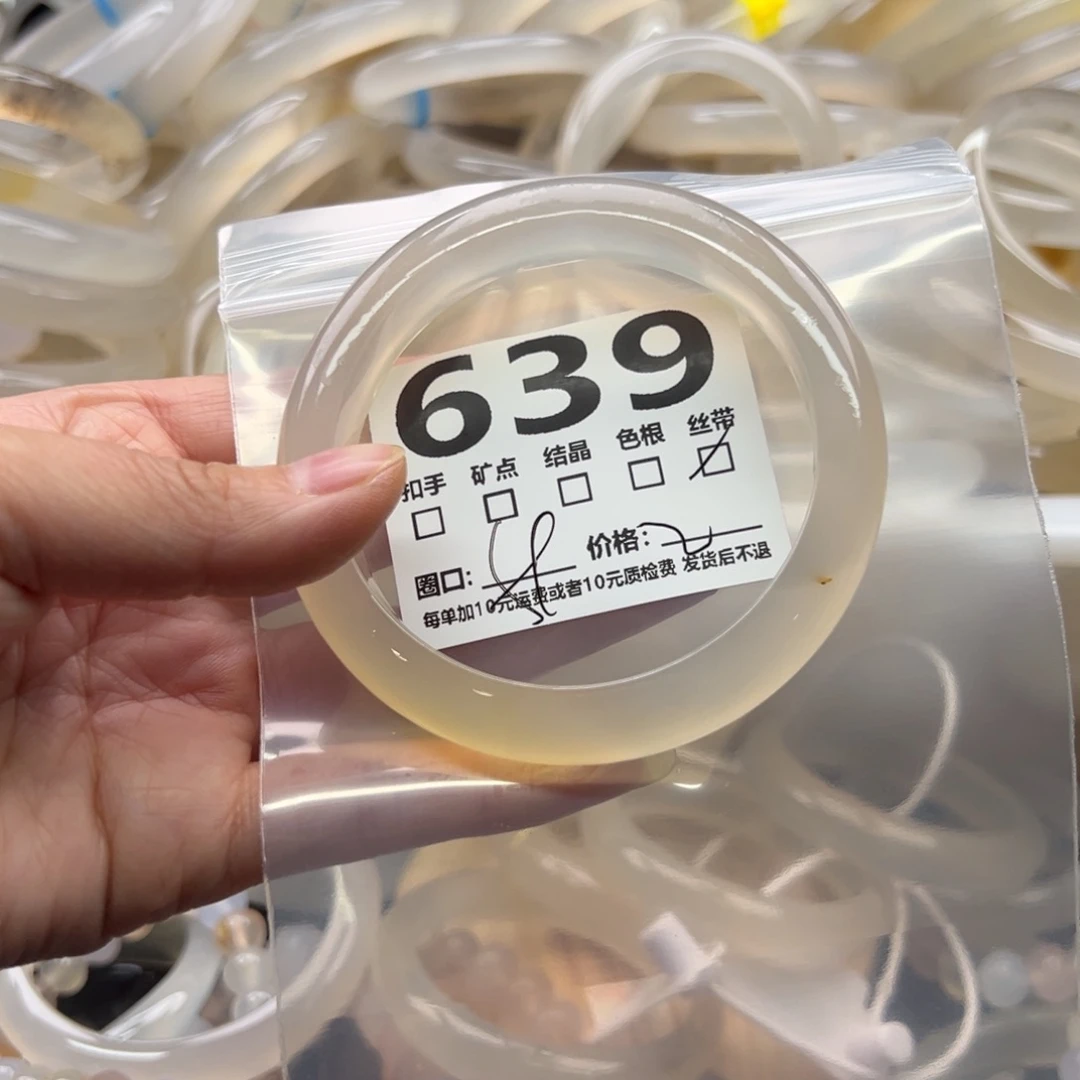 639
扣手 矿点 结晶 色根 丝带
圈口: 价格:
每单加10元运费或者10元质检费 发货后不退